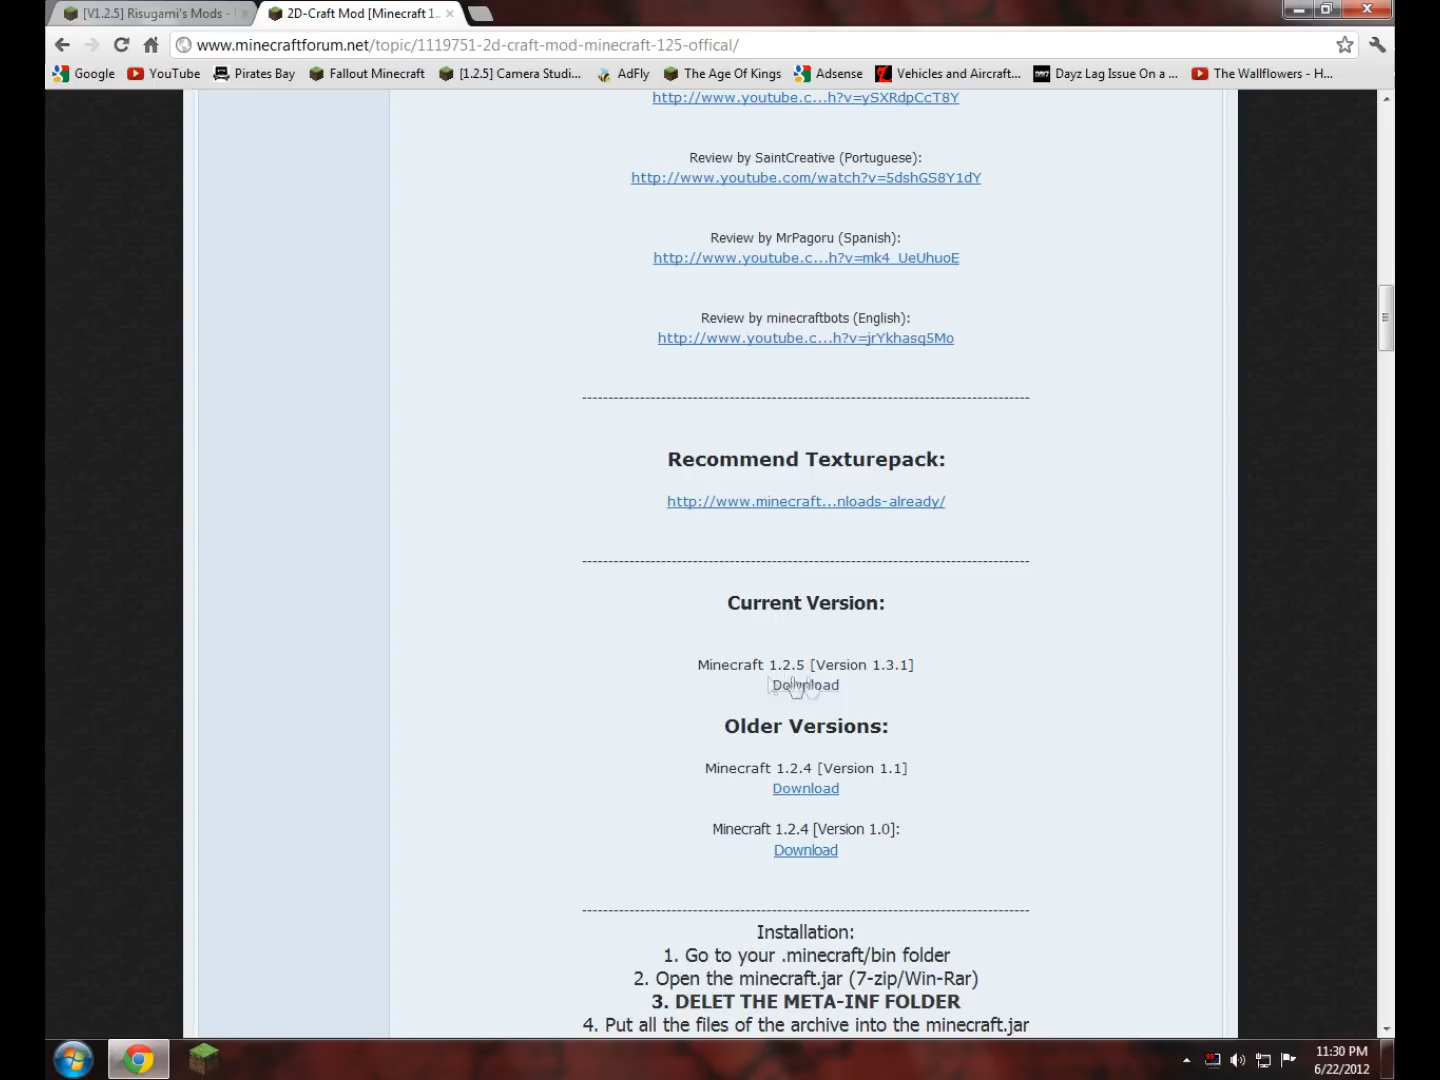 [V1.2.5] Risugami's Mods -
2D-Craft Mod [Minecraft 1..
www.minecraftforum.net/topic/1119751-2d-craft-mod-minecraft-125-offical/
Google YouTube Pirates Bay Fallout Minecraft [1.2.5] Camera Studi... AdFly The Age Of Kings Adsense Vehicles and Aircraft... Dayz Lag Issue On a ... The Wallflowers - H...
http://www.youtube.c...h?v=ySXRdpCcT8Y
Review by SaintCreative (Portuguese):
http://www.youtube.com/watch?v=5dshGS8Y1dY
Review by MrPagoru (Spanish):
http://www.youtube.c...h?v=mk4_UeUhuoE
Review by minecraftbots (English):
http://www.youtube.c...h?v=jrYkhasq5Mo
--------------------------------------------------------------------------------------
Recommend Texturepack:
http://www.minecraft...nloads-already/
--------------------------------------------------------------------------------------
Current Version:
Minecraft 1.2.5 [Version 1.3.1]
Download
Older Versions:
Minecraft 1.2.4 [Version 1.1]
Download
Minecraft 1.2.4 [Version 1.0]:
Download
--------------------------------------------------------------------------------------
Installation:
1. Go to your .minecraft/bin folder
2. Open the minecraft.jar (7-zip/Win-Rar)
3. DELET THE META-INF FOLDER
4. Put all the files of the archive into the minecraft.jar
11:30 PM
6/22/2012